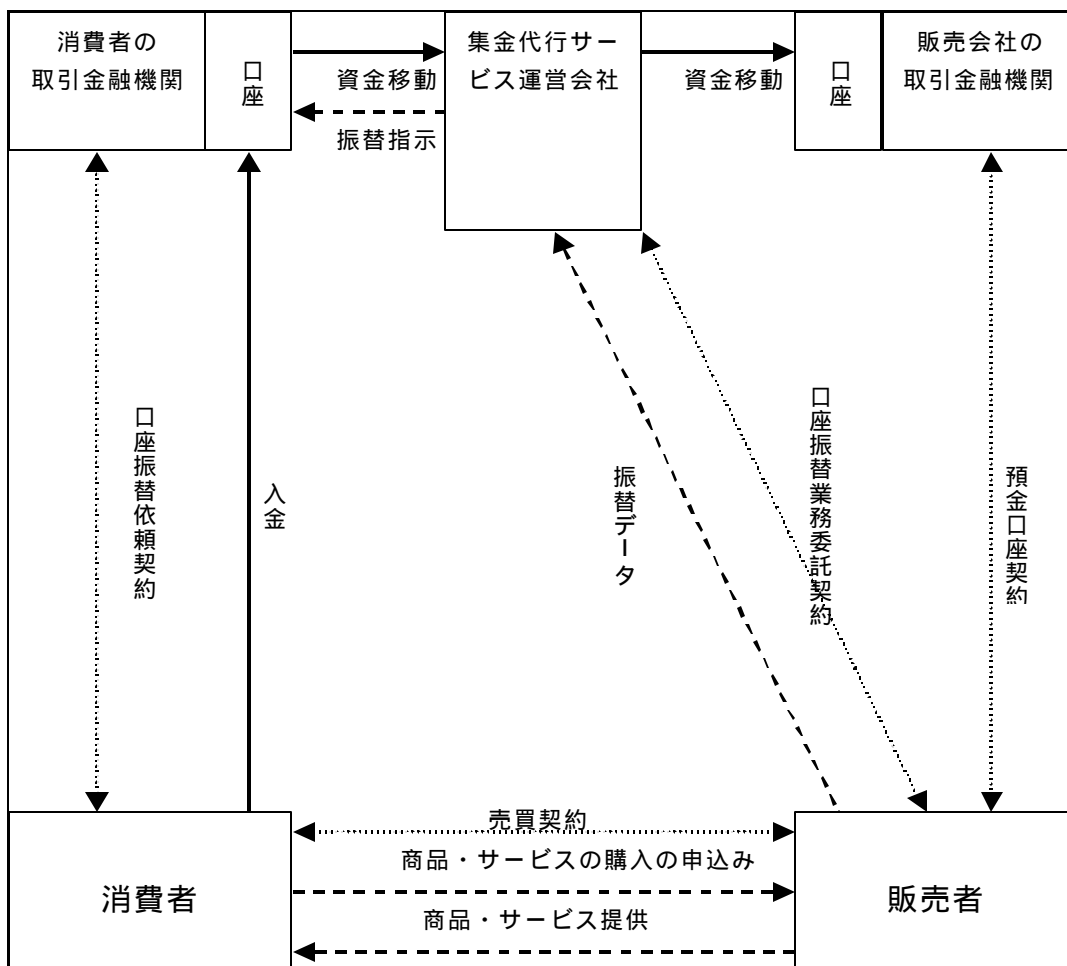 消費者の
取引金融機関
口座
資金移動
振替指示
集金代行サー
ビス運営会社
資金移動
口座
販売会社の
取引金融機関
口座振替依頼契約
入金
振替データ
口座振替業務委託契約
預金口座契約
売買契約
商品・サービスの購入の申込み
商品・サービス提供
消費者
販売者